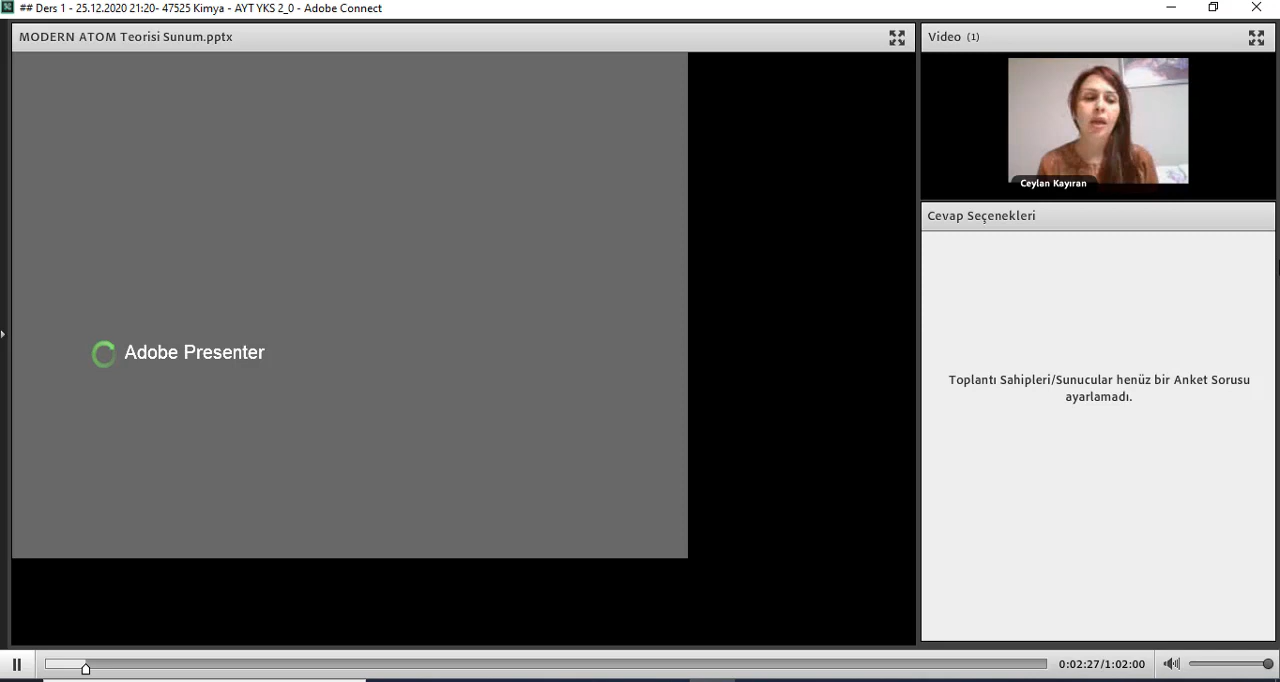 ## Ders 1 - 25.12.2020 21:20- 47525 Kimya - AYT YKS 2_0 - Adobe Connect
MODERN ATOM Teorisi Sunum.pptx
Video (1)
Ceylan Kayıran
Cevap Seçenekleri
Adobe Presenter
Toplantı Sahipleri/Sunucular henüz bir Anket Sorusu
ayarlamadı.
0:02:27/1:02:00